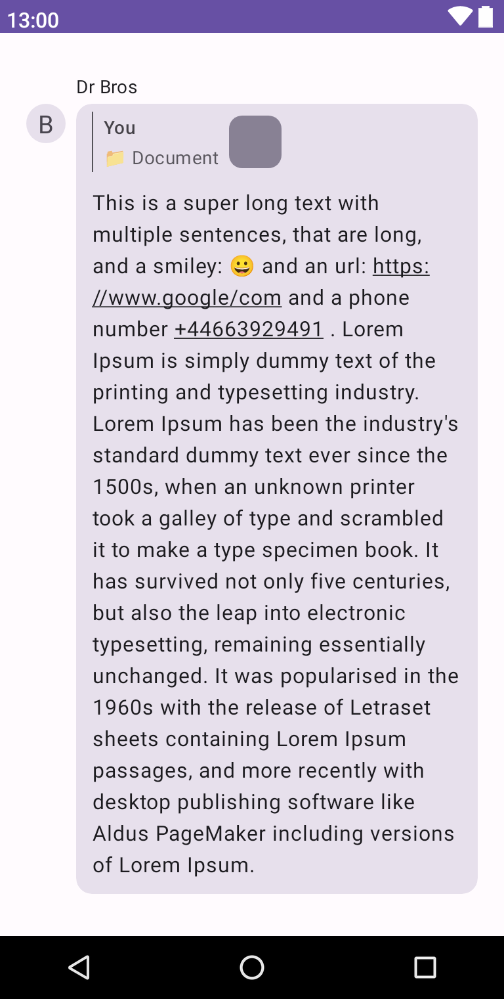 13:00
Dr Bros
B
You
📁 Document
This is a super long text with
multiple sentences, that are long,
and a smiley: 😀 and an url: https:
//www.google/com and a phone
number +44663929491 . Lorem
Ipsum is simply dummy text of the
printing and typesetting industry.
Lorem Ipsum has been the industry's
standard dummy text ever since the
1500s, when an unknown printer
took a galley of type and scrambled
it to make a type specimen book. It
has survived not only five centuries,
but also the leap into electronic
typesetting, remaining essentially
unchanged. It was popularised in the
1960s with the release of Letraset
sheets containing Lorem Ipsum
passages, and more recently with
desktop publishing software like
Aldus PageMaker including versions
of Lorem Ipsum.